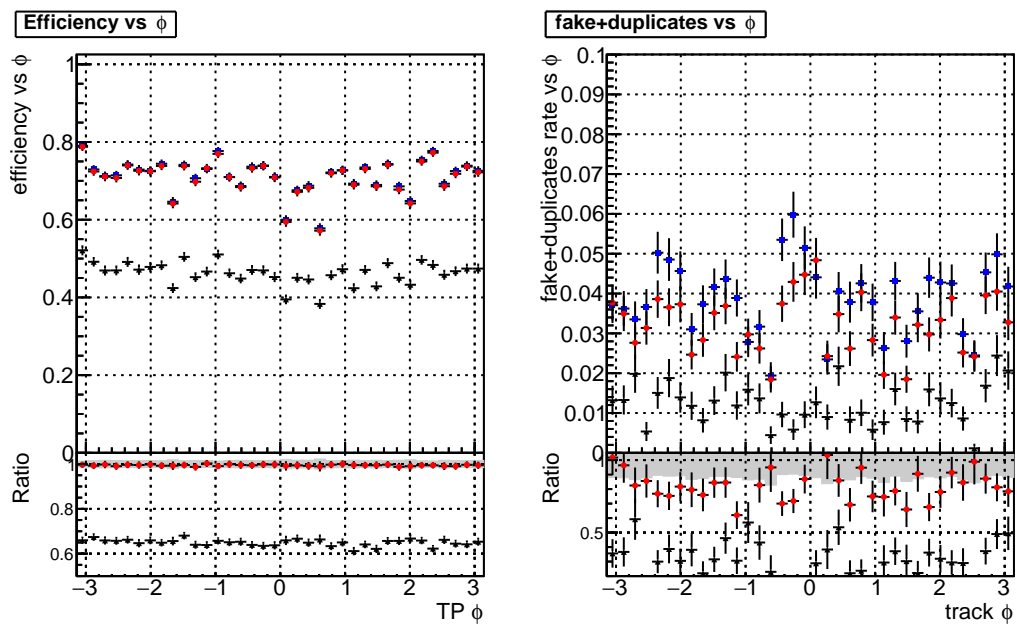 Efficiency vs ϕ
efficiency vs ϕ
1
0.8
0.6
0.4
0.2
0
Ratio
1
0.8
0.6
−3 −2 −1 0 1 2 3
TP ϕ
fake+duplicates vs ϕ
fake+duplicates rate vs ϕ
0.1
0.09
0.08
0.07
0.06
0.05
0.04
0.03
0.02
0.01
0
Ratio
0.5
−3 −2 −1 0 1 2 3
track ϕ